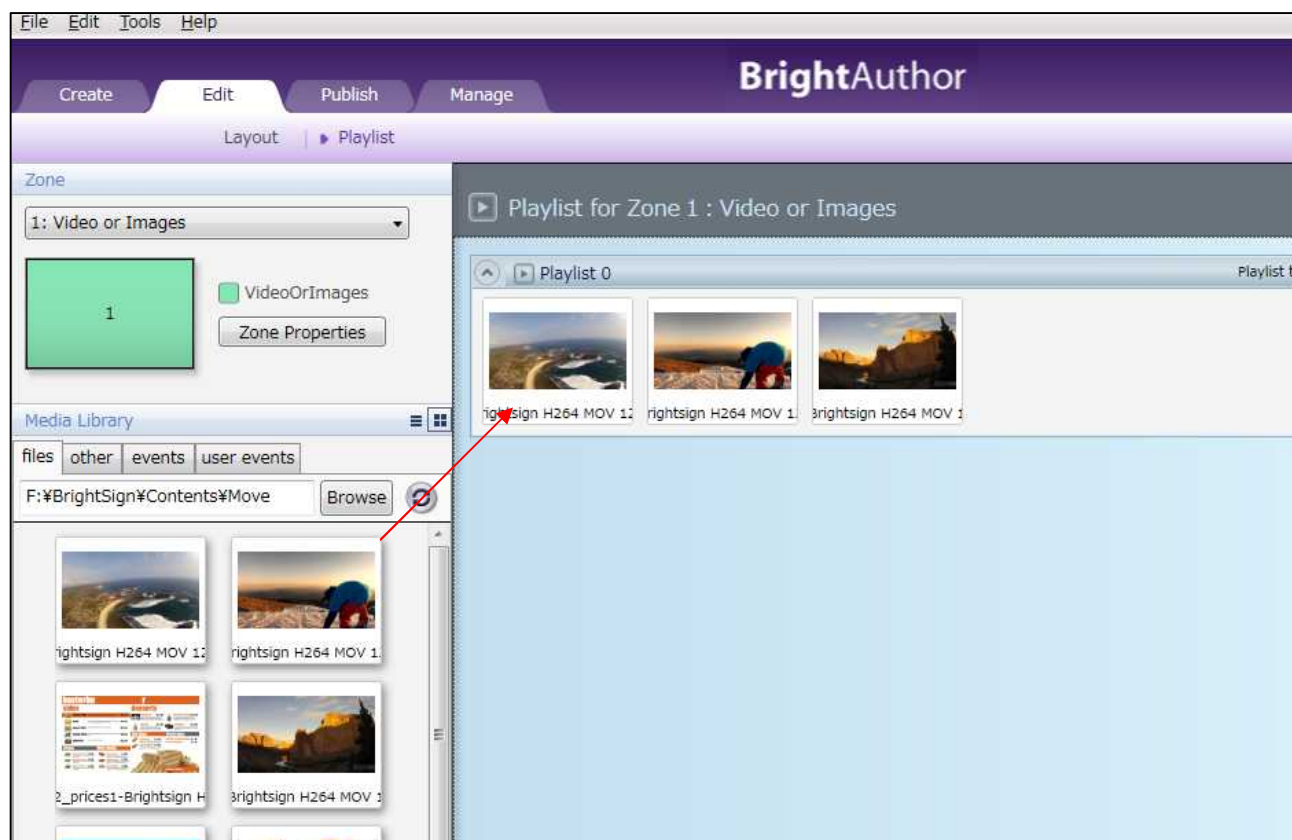 File Edit Tools Help
BrightAuthor
Create Edit Publish Manage
Layout Playlist
Zone
1: Video or Images
1
VideoOrImages
Zone Properties
Media Library
files other events user events
F:¥BrightSign¥Contents¥Move Browse
rightsign H264 MOV 12 rightsign H264 MOV 1
2_prices1-Brightsign H Brightsign H264 MOV 1
Playlist for Zone 1 : Video or Images
Playlist 0 Playlist t
rightsign H264 MOV 12 rightsign H264 MOV 1 Brightsign H264 MOV 1